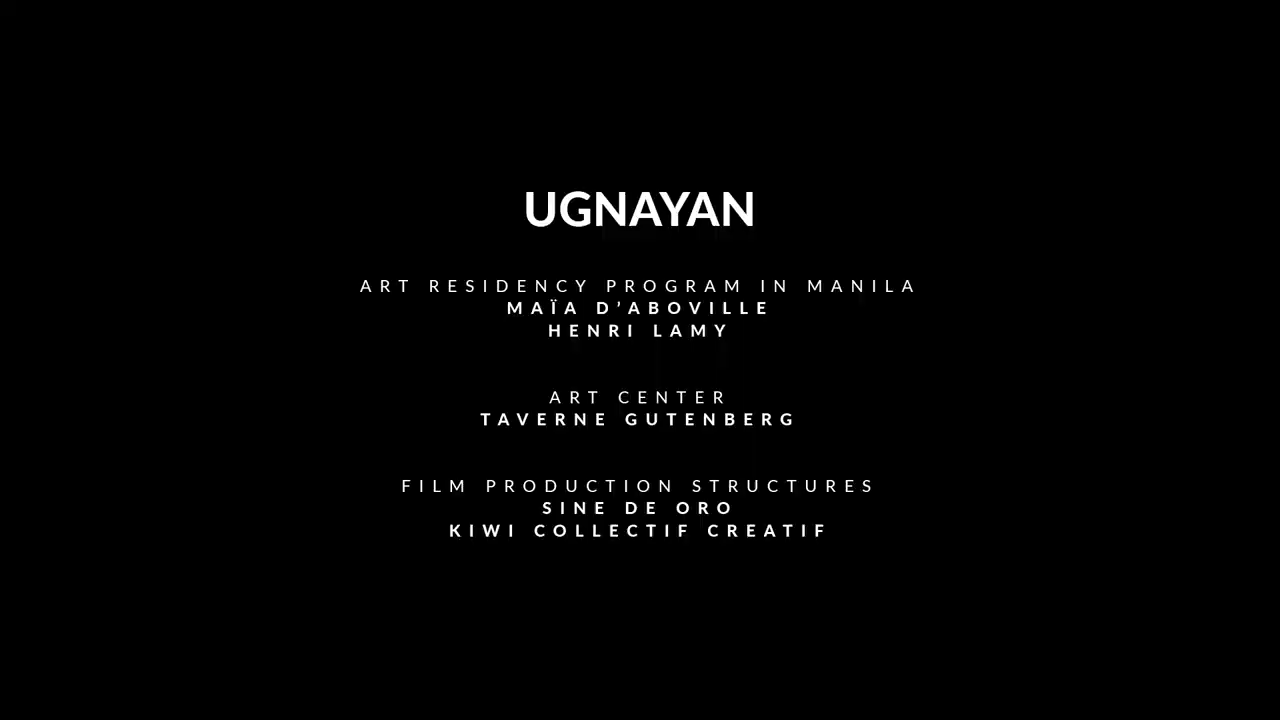 UGNAYAN
ART RESIDENCY PROGRAM IN MANILA
MAÏA D’ABOVILLE
HENRI LAMY
ART CENTER
TAVERNE GUTENBERG
FILM PRODUCTION STRUCTURES
SINE DE ORO
KIWI COLLECTIF CREATIF